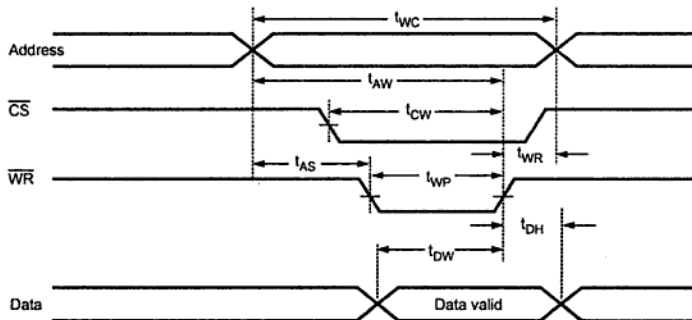 tWC
Address
tAW
CS
tCW
tWR
tAS
WR
tWP
tDH
tDW
Data
Data valid